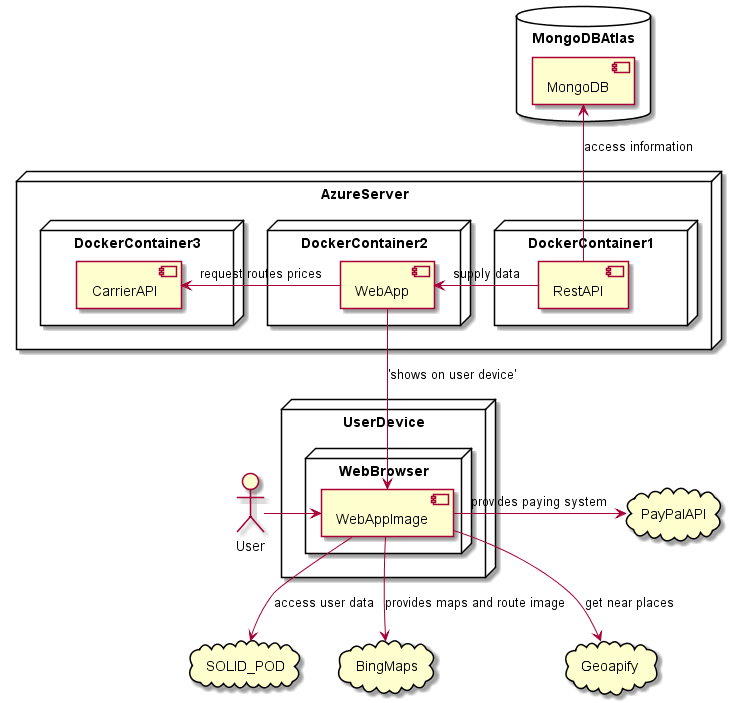 MongoDBAtlas
MongoDB
access information
AzureServer
DockerContainer3
DockerContainer2
DockerContainer1
request routes prices
supply data
CarrierAPI
WebApp
RestAPI
'shows on user device'
UserDevice
WebBrowser
provides paying system
WebAppImage
PayPalAPI
User
access user data
provides maps and route image
get near places
SOLID_POD
BingMaps
Geoapify